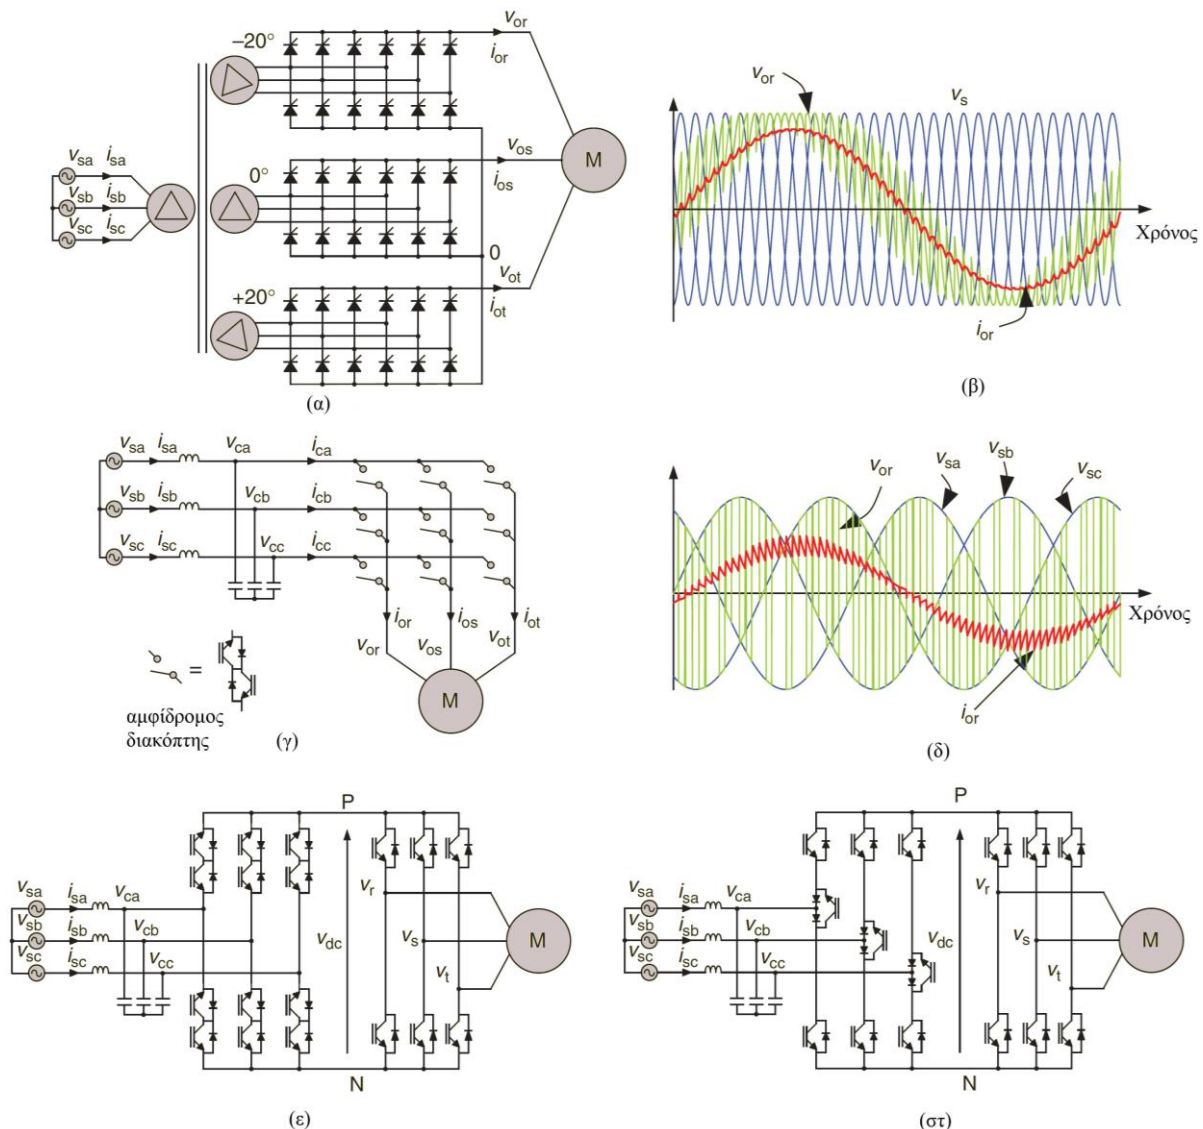 −20°
v_or
i_or
v_sa i_sa
v_sb i_sb
v_sc i_sc
0°
v_os
i_os
M
0
+20°
v_ot
i_ot
(α)
v_or
v_s
Χρόνος
i_or
(β)
v_sa i_sa v_ca i_ca
v_sb i_sb v_cb i_cb
v_sc i_sc v_cc i_cc
i_or i_os i_ot
v_or v_os v_ot
=
M
αμφίδρομος
διακόπτης
(γ)
v_or v_sa v_sb v_sc
Χρόνος
i_or
(δ)
P
v_sa i_sa v_ca
v_sb i_sb v_cb
v_sc i_sc v_cc
v_dc
v_r
v_s
v_t
M
N
(ε)
P
v_sa i_sa v_ca
v_sb i_sb v_cb
v_sc i_sc v_cc
v_dc
v_r
v_s
v_t
M
N
(στ)